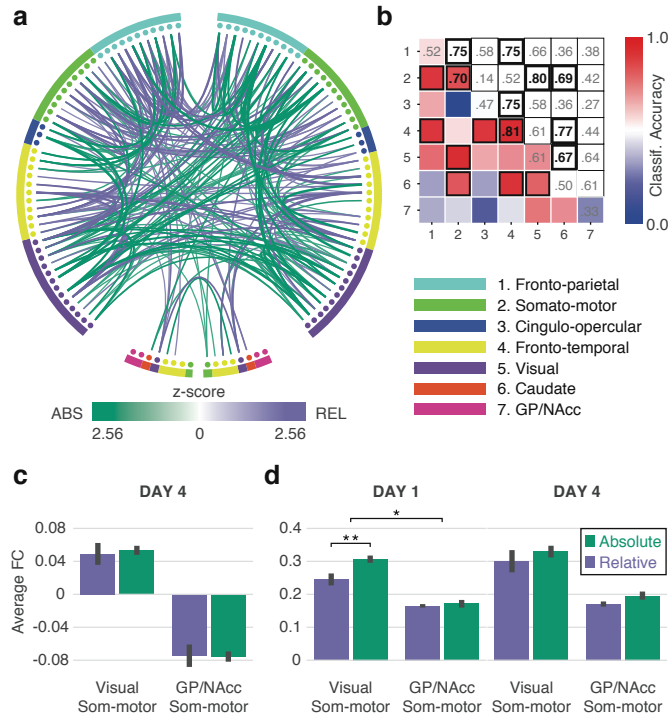 a
z-score
ABS
REL
2.56
0
2.56
b
1 .52 .75 .58 .75 .66 .36 .38
2 .70 .14 .52 .80 .69 .42
3 .47 .75 .58 .36 .27
4 .81 .61 .77 .44
5 .61 .67 .64
6 .50 .61
7 .33
1 2 3 4 5 6 7
1.0
Classif. Accuracy
0.0
1. Fronto-parietal
2. Somato-motor
3. Cingulo-opercular
4. Fronto-temporal
5. Visual
6. Caudate
7. GP/NAcc
c
DAY 4
Average FC
0.08
0.04
0
-0.04
-0.08
Visual
Som-motor
GP/NAcc
Som-motor
d
DAY 1
DAY 4
0.4
0.3
0.2
0.1
0
**
*
Absolute
Relative
Visual
Som-motor
GP/NAcc
Som-motor
Visual
Som-motor
GP/NAcc
Som-motor